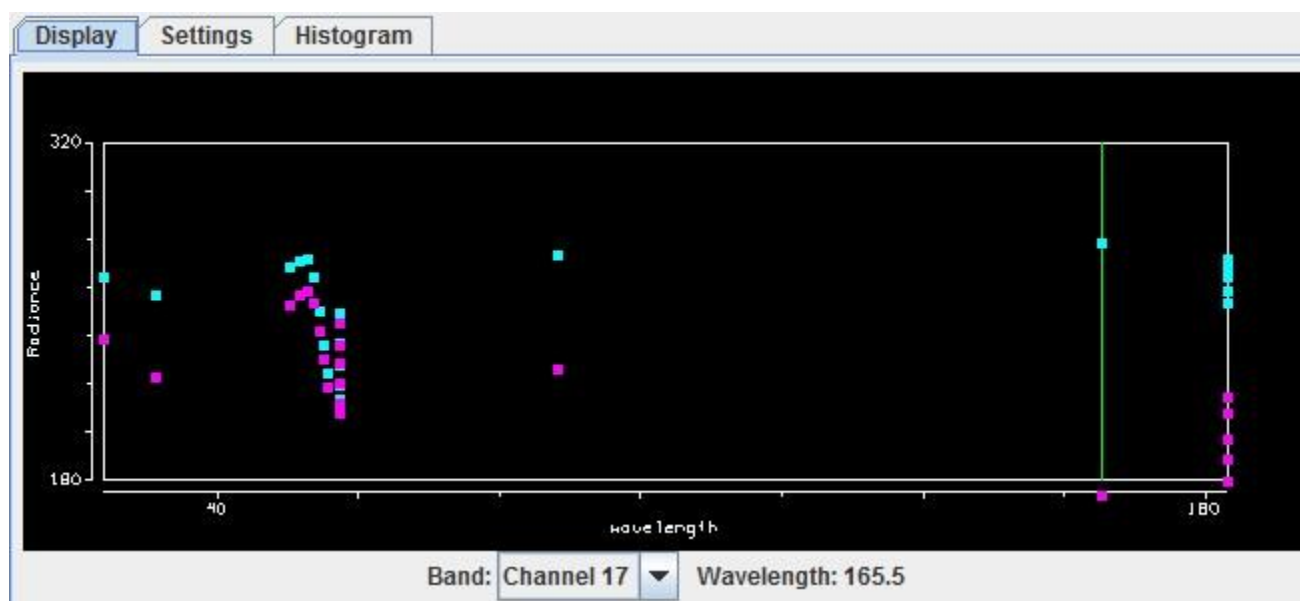 Display Settings Histogram
320
Radiance
180
40 180
wavelength
Band: Channel 17 Wavelength: 165.5